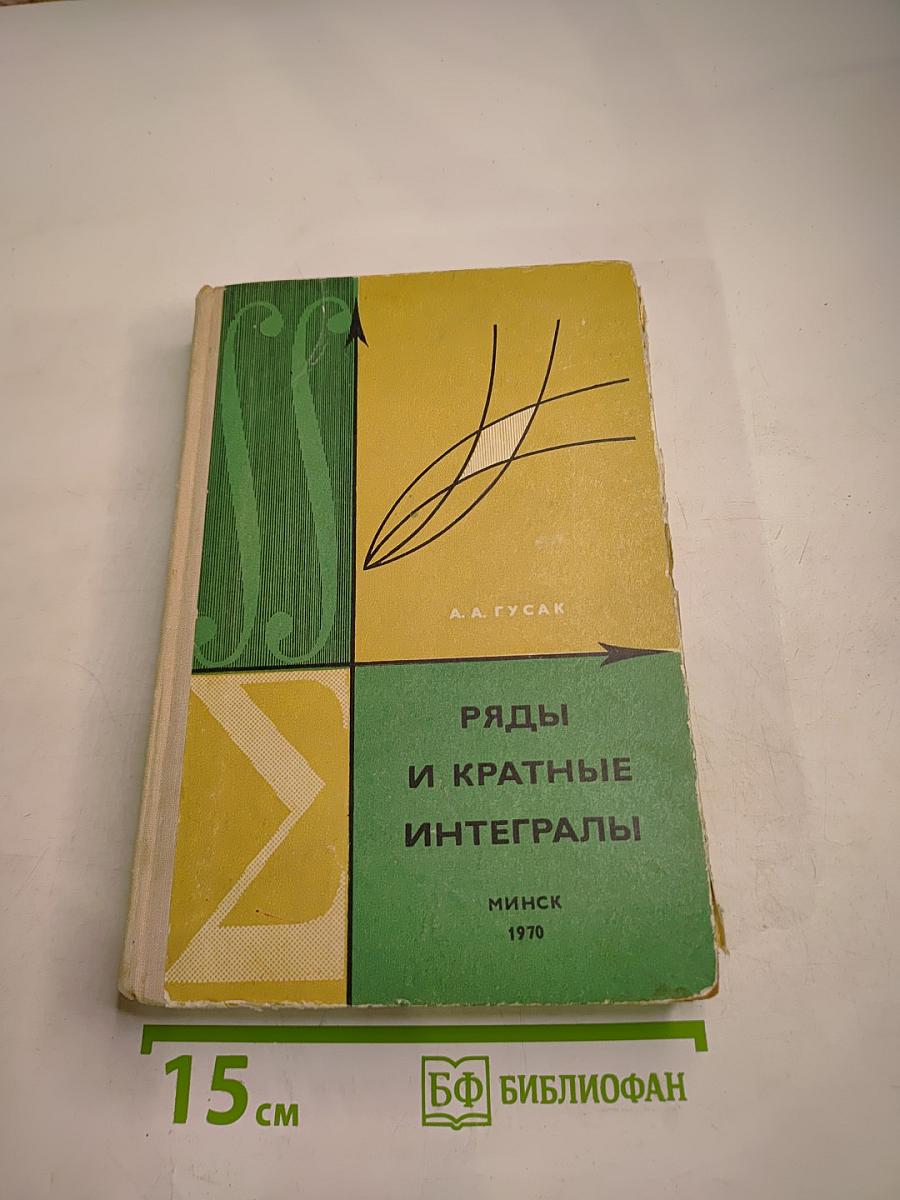 А. А. ГУСАК
РЯДЫ
И КРАТНЫЕ
ИНТЕГРАЛЫ
МИНСК
1970
15 см
БФ БИБЛИОФАН